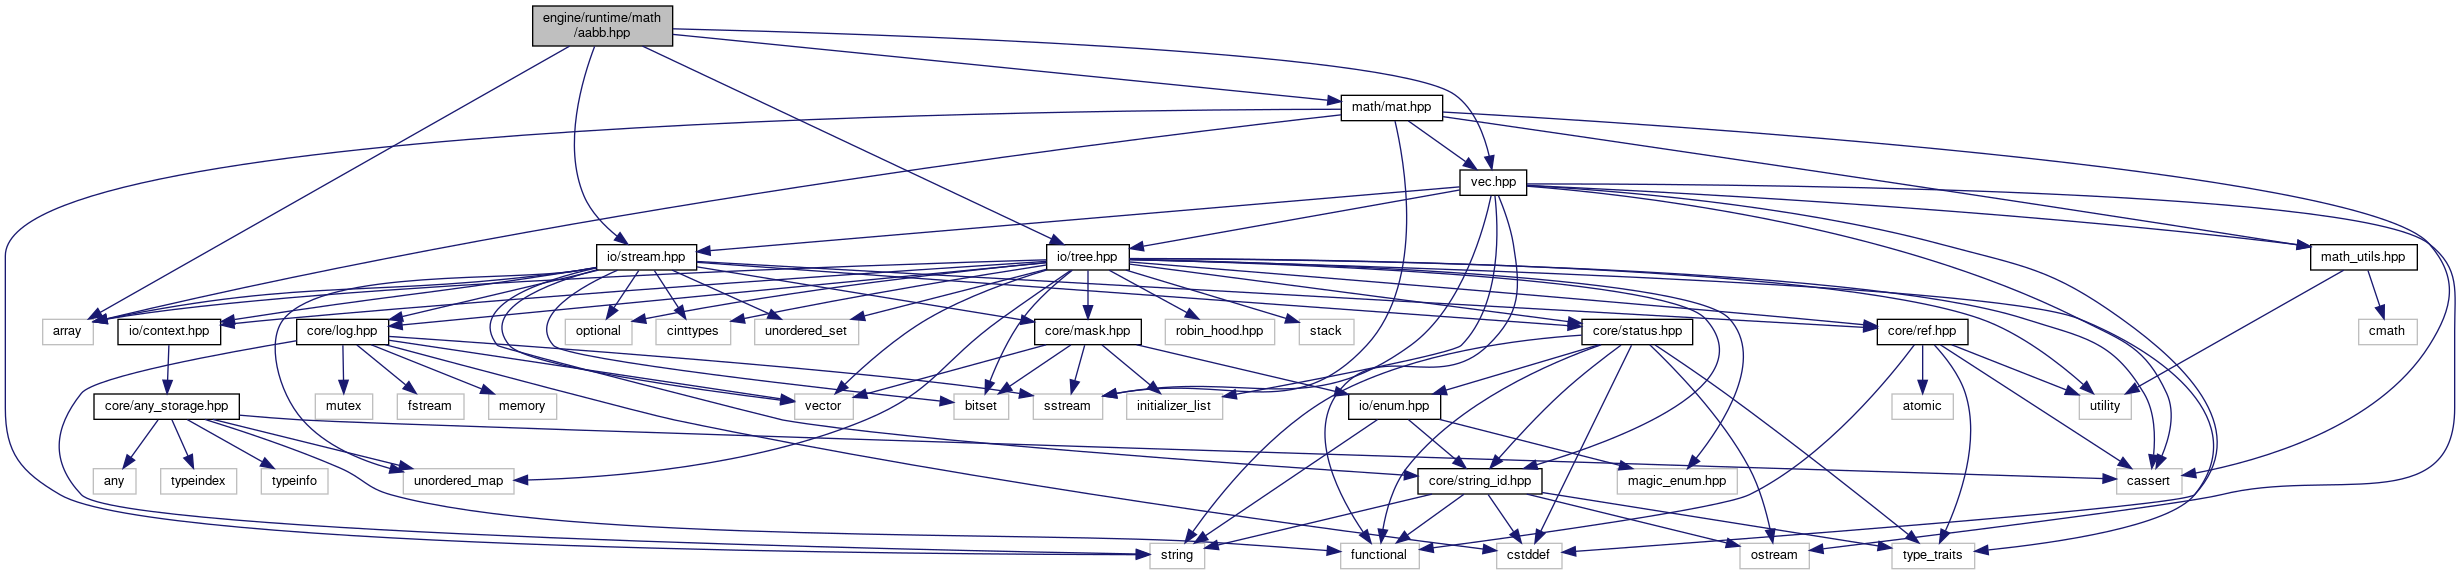 engine/runtime/math
/aabb.hpp
math/mat.hpp
vec.hpp
io/stream.hpp
io/tree.hpp
math_utils.hpp
array
io/context.hpp
core/log.hpp
optional
cinttypes
unordered_set
core/mask.hpp
robin_hood.hpp
stack
core/status.hpp
core/ref.hpp
cmath
core/any_storage.hpp
mutex
fstream
memory
vector
bitset
sstream
initializer_list
io/enum.hpp
atomic
utility
any
typeindex
typeinfo
unordered_map
core/string_id.hpp
magic_enum.hpp
cassert
string
functional
cstddef
ostream
type_traits